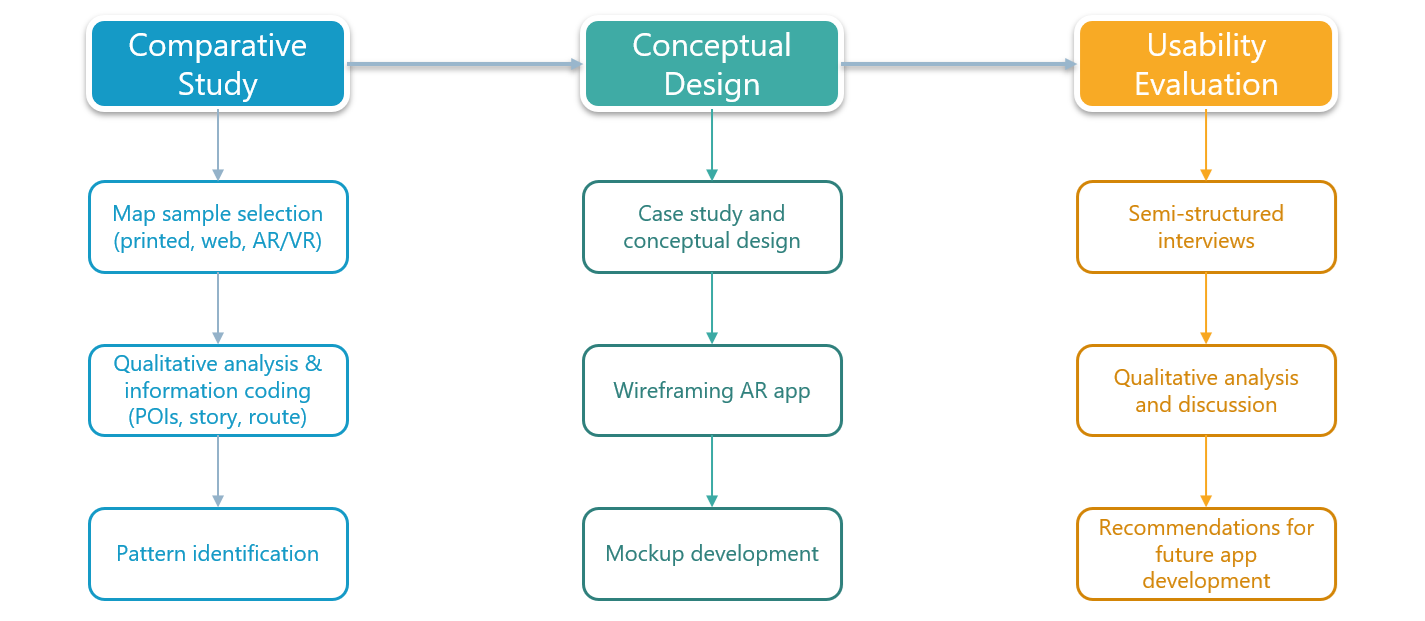 Comparative
Study
Conceptual
Design
Usability
Evaluation
Map sample selection
(printed, web, AR/VR)
Case study and
conceptual design
Semi-structured
interviews
Qualitative analysis &
information coding
(POIs, story, route)
Wireframing AR app
Qualitative analysis
and discussion
Pattern identification
Mockup development
Recommendations for
future app
development